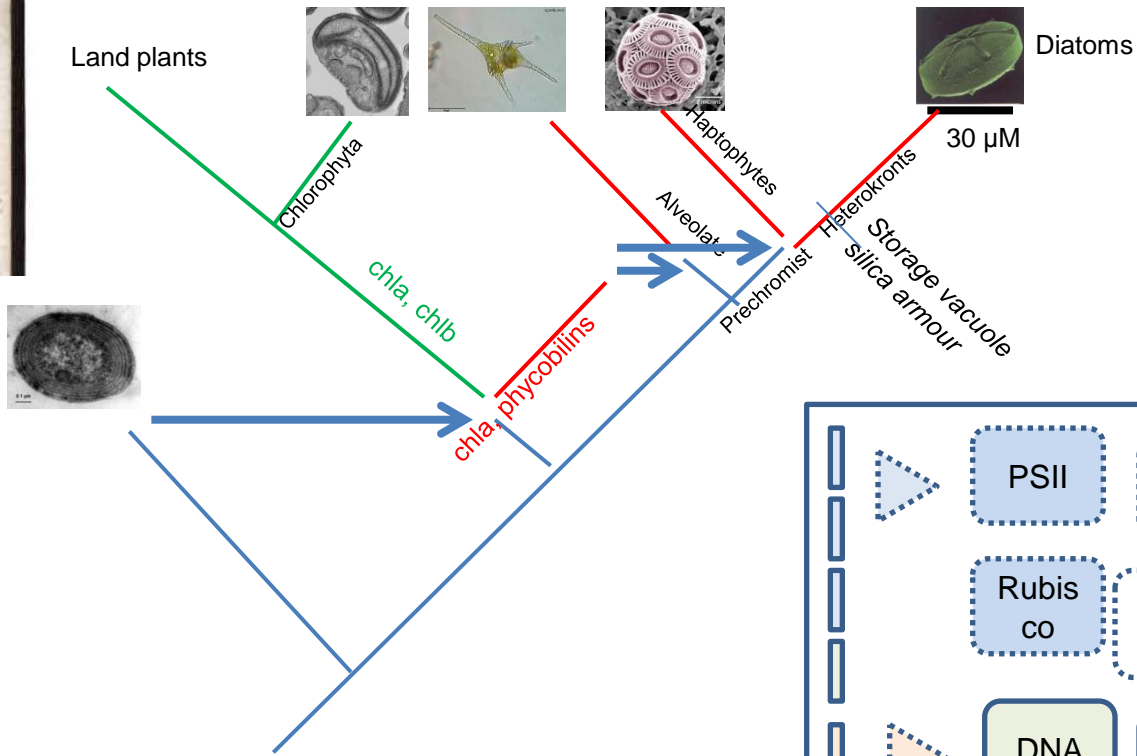 Land plants
Diatoms
30 µM
Chlorophyta
Haptophytes
Alveolate
Heterokronts
Prechromist
Storage vacuole
silica armour
chla, chlb
chla, phycobilins
PSII
Rubis
co
DNA